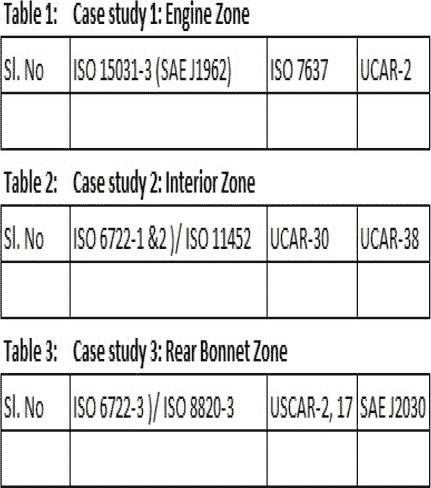 Table 1: Case study 1: Engine Zone
Sl. No ISO 15031-3 (SAE J1962) ISO 7637 UCAR-2
Table 2: Case study 2: Interior Zone
Sl. No ISO 6722-1 &2 )/ ISO 11452 UCAR-30 UCAR-38
Table 3: Case study 3: Rear Bonnet Zone
Sl. No ISO 6722-3 )/ ISO 8820-3 USCAR-2, 17 SAE J2030